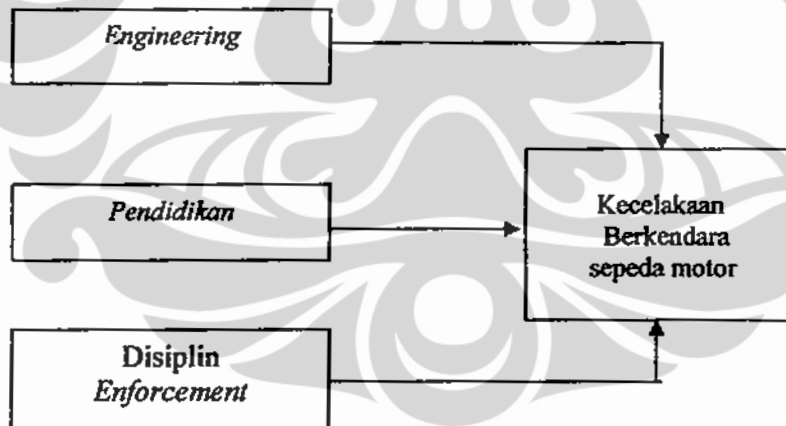 Engineering
Pendidikan
Kecelakaan
Berkendara
sepeda motor
Disiplin
Enforcement